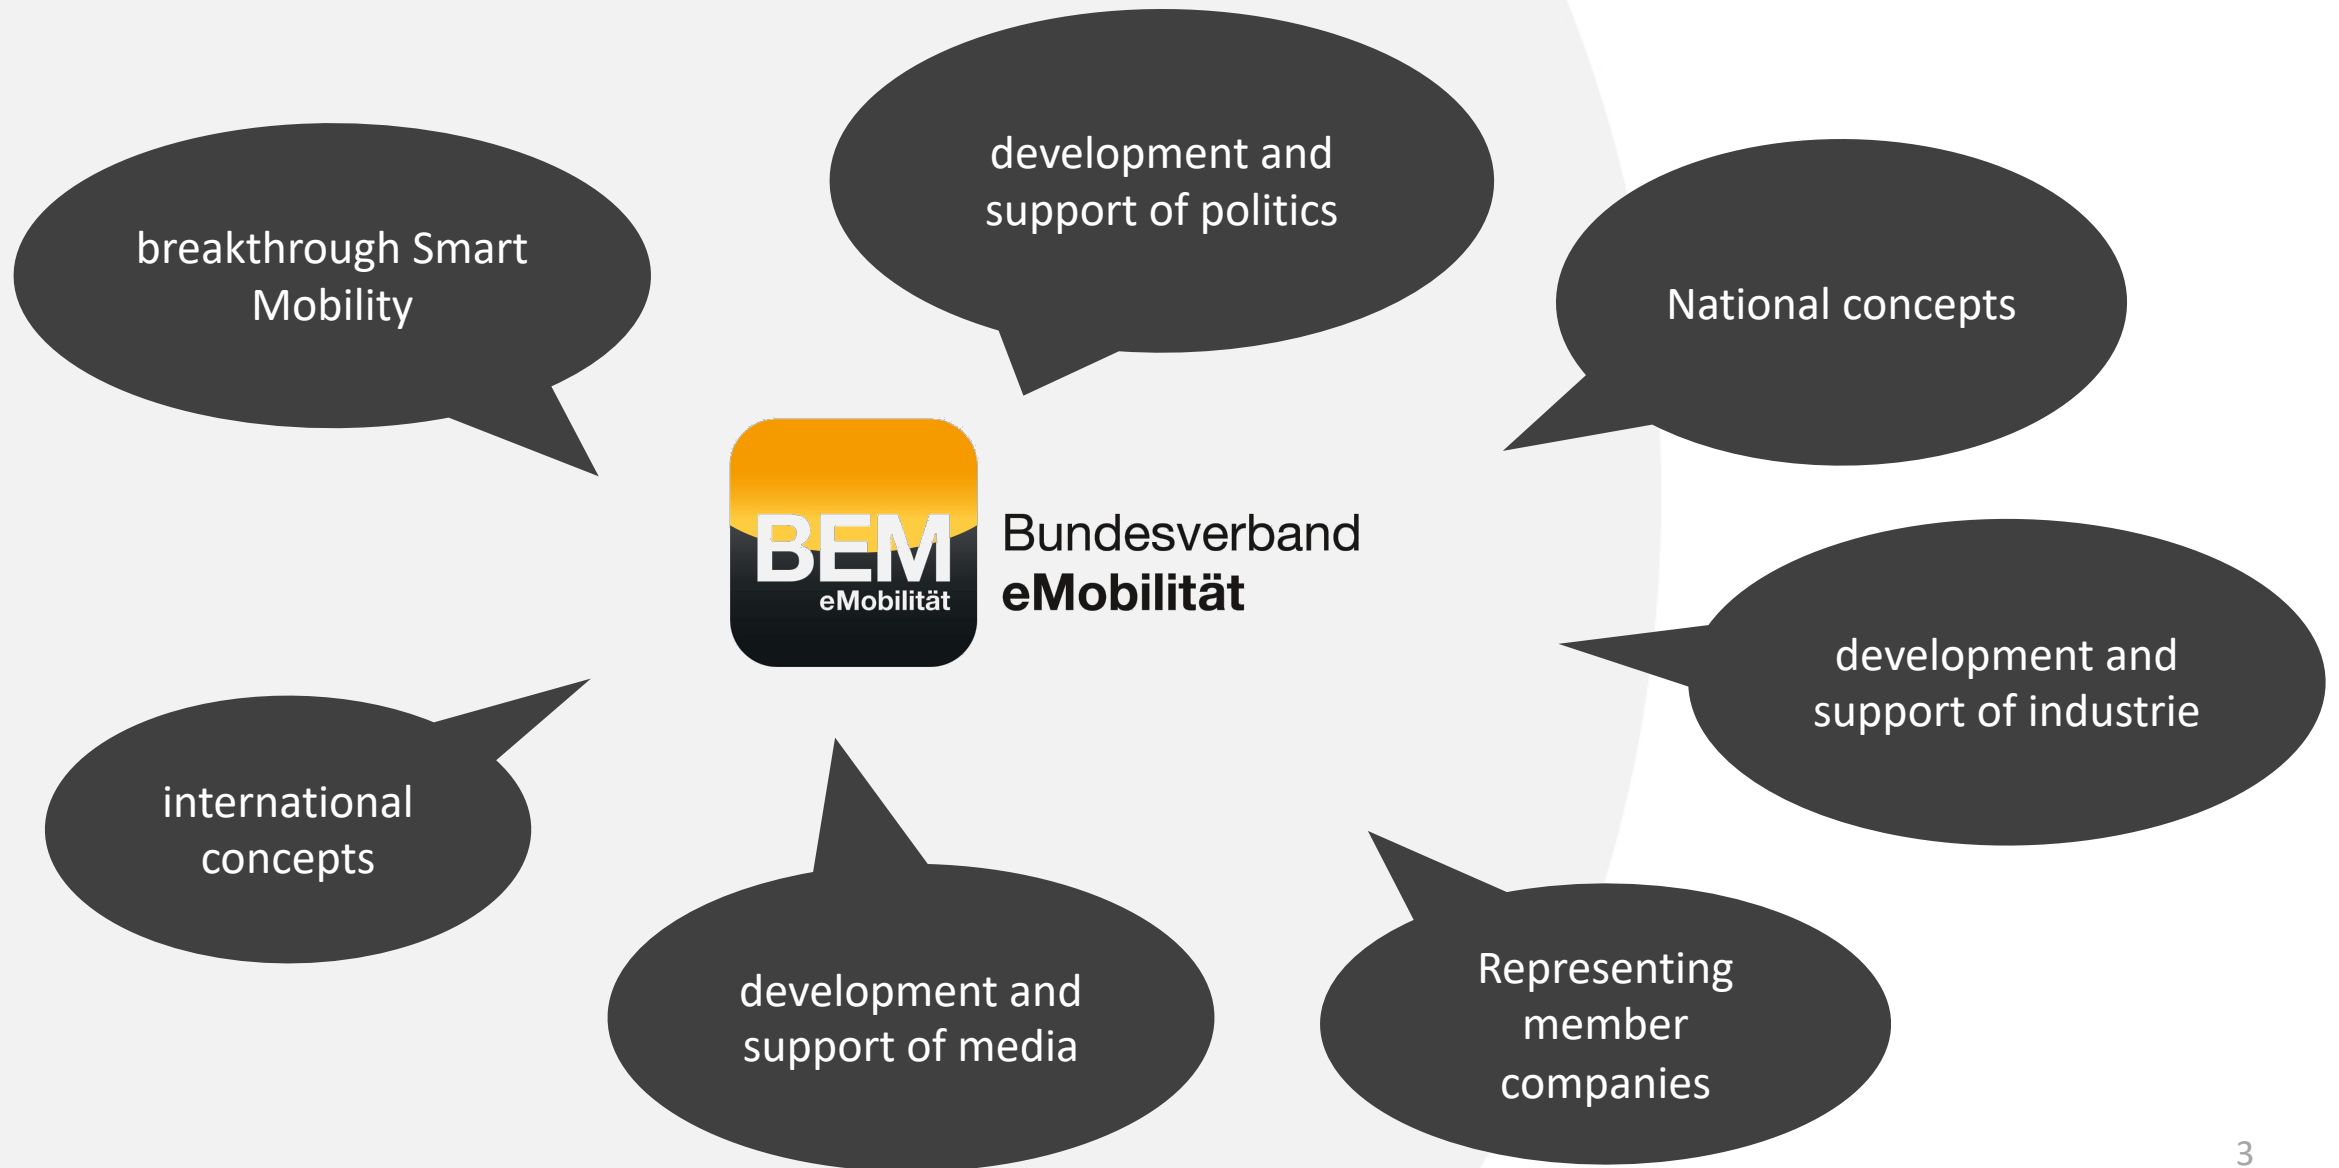 development and
support of politics
breakthrough Smart
Mobility
National concepts
BEM
eMobilität
Bundesverband
eMobilität
development and
support of industrie
international
concepts
development and
support of media
Representing
member
companies
3